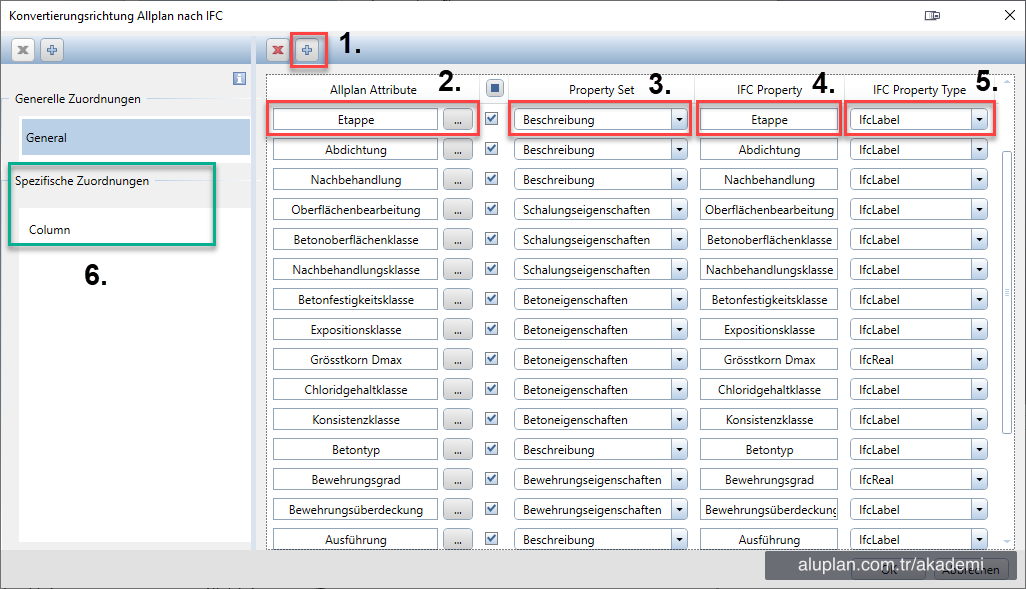 Konvertierungsrichtung Allplan nach IFC
1.
Generelle Zuordnungen
General
Spezifische Zuordnungen
Column
6.
Allplan Attribute 2. Property Set 3. IFC Property 4. IFC Property Type 5.
Etappe ... Beschreibung Etappe IfcLabel
Abdichtung ... Beschreibung Abdichtung IfcLabel
Nachbehandlung ... Beschreibung Nachbehandlung IfcLabel
Oberflächenbearbeitung ... Schalungseigenschaften Oberflächenbearbeitung IfcLabel
Betonoberflächenklasse ... Schalungseigenschaften Betonoberflächenklasse IfcLabel
Nachbehandlungsklasse ... Schalungseigenschaften Nachbehandlungsklasse IfcLabel
Betonfestigkeitsklasse ... Betoneigenschaften Betonfestigkeitsklasse IfcLabel
Expositionsklasse ... Betoneigenschaften Expositionsklasse IfcLabel
Grösstkorn Dmax ... Betoneigenschaften Grösstkorn Dmax IfcReal
Chloridgehaltklasse ... Betoneigenschaften Chloridgehaltklasse IfcLabel
Konsistenzklasse ... Betoneigenschaften Konsistenzklasse IfcLabel
Betontyp ... Beschreibung Betontyp IfcLabel
Bewehrungsgrad ... Bewehrungseigenschaften Bewehrungsgrad IfcReal
Bewehrungsüberdeckung ... Bewehrungseigenschaften Bewehrungsüberdeckung IfcLabel
Ausführung ... Beschreibung Ausführung IfcLabel
OK Abbrechen
aluplan.com.tr/akademi